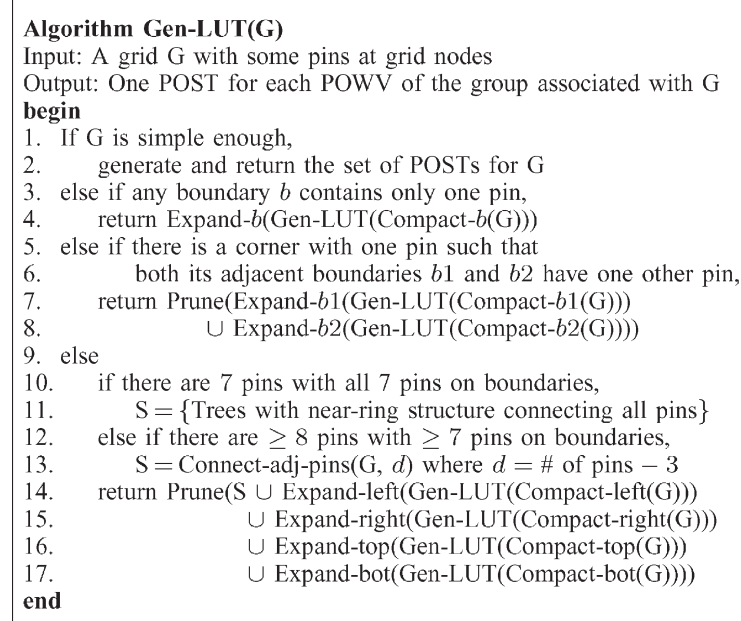 Algorithm Gen-LUT(G)
Input: A grid G with some pins at grid nodes
Output: One POST for each POWV of the group associated with G
begin
1. If G is simple enough,
2. generate and return the set of POSTs for G
3. else if any boundary b contains only one pin,
4. return Expand-b(Gen-LUT(Compact-b(G)))
5. else if there is a corner with one pin such that
6. both its adjacent boundaries b1 and b2 have one other pin,
7. return Prune(Expand-b1(Gen-LUT(Compact-b1(G)))
8. ∪ Expand-b2(Gen-LUT(Compact-b2(G))))
9. else
10. if there are 7 pins with all 7 pins on boundaries,
11. S = {Trees with near-ring structure connecting all pins}
12. else if there are ≥ 8 pins with ≥ 7 pins on boundaries,
13. S = Connect-adj-pins(G, d) where d = # of pins − 3
14. return Prune(S ∪ Expand-left(Gen-LUT(Compact-left(G)))
15. ∪ Expand-right(Gen-LUT(Compact-right(G)))
16. ∪ Expand-top(Gen-LUT(Compact-top(G)))
17. ∪ Expand-bot(Gen-LUT(Compact-bot(G))))
end